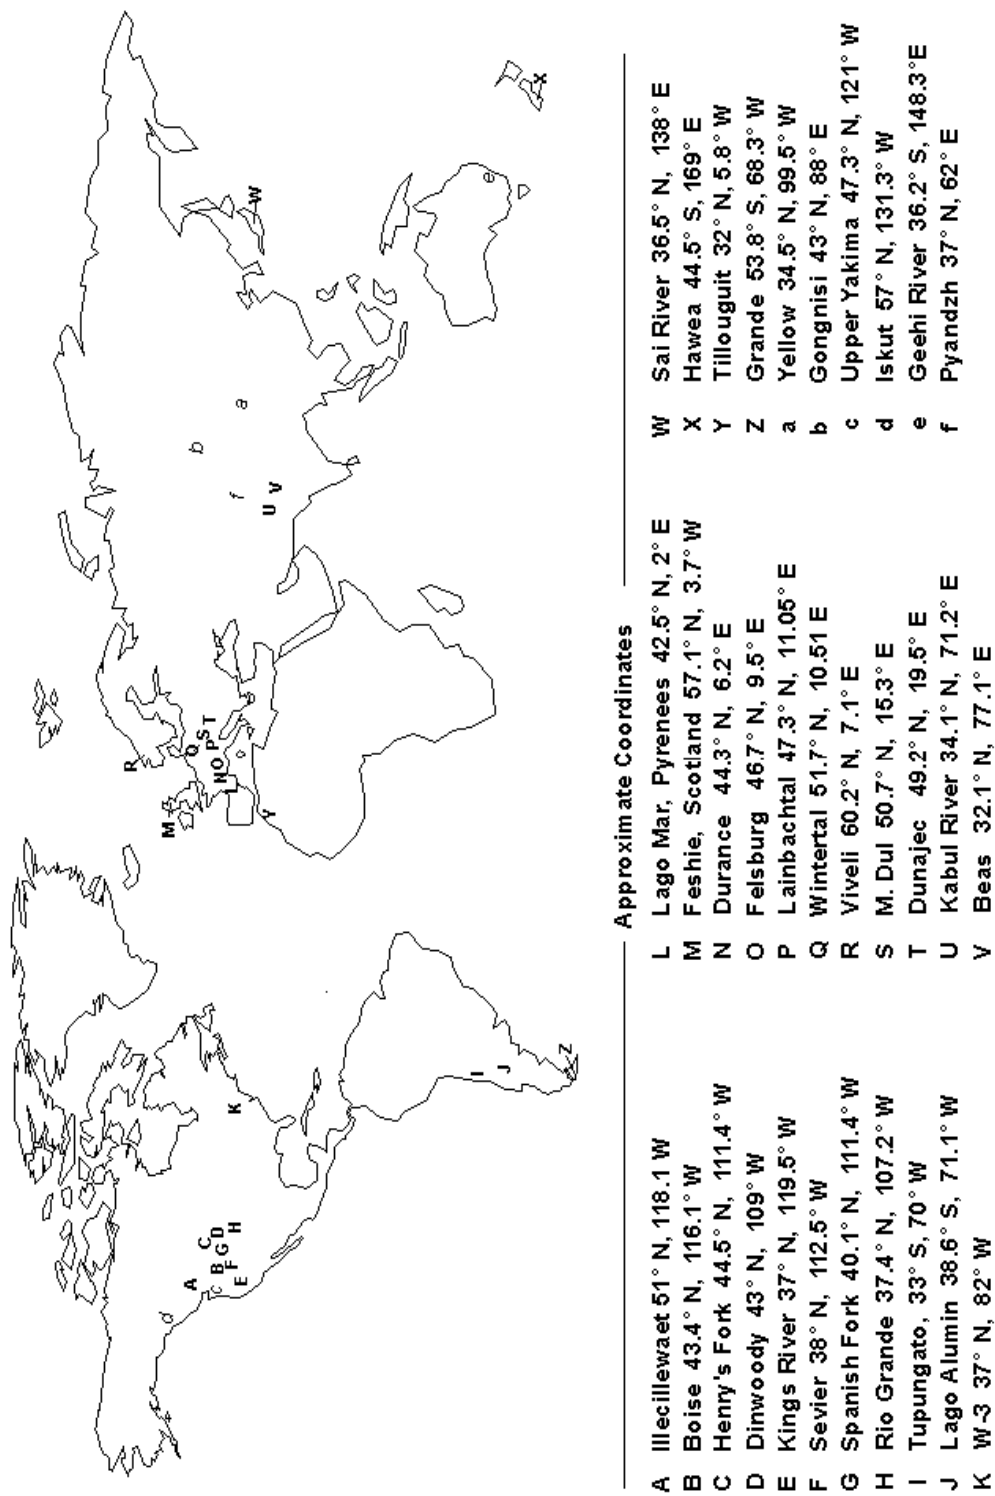 R
M
d
A
Q
b
C
S
T
c
B
G
D
P
N
O
L
F
H
K
E
f
a
W
Y
U
V
I
J
e
X
Z
Approximate Coordinates
A Illecillewaet 51° N, 118.1 W
B Boise 43.4° N, 116.1° W
C Henry's Fork 44.5° N, 111.4° W
D Dinwoody 43° N, 109° W
E Kings River 37° N, 119.5° W
F Sevier 38° N, 112.5° W
G Spanish Fork 40.1° N, 111.4° W
H Rio Grande 37.4° N, 107.2° W
I Tupungato, 33° S, 70° W
J Lago Alumin 38.6° S, 71.1° W
K W-3 37° N, 82° W
L Lago Mar, Pyrenees 42.5° N, 2° E
M Feshie, Scotland 57.1° N, 3.7° W
N Durance 44.3° N, 6.2° E
O Felsburg 46.7° N, 9.5° E
P Lainbachtal 47.3° N, 11.05° E
Q Wintertal 51.7° N, 10.51 E
R Viveli 60.2° N, 7.1° E
S M. Dul 50.7° N, 15.3° E
T Dunajec 49.2° N, 19.5° E
U Kabul River 34.1° N, 71.2° E
V Beas 32.1° N, 77.1° E
W Sai River 36.5° N, 138° E
X Hawea 44.5° S, 169° E
Y Tillouguit 32° N, 5.8° W
Z Grande 53.8° S, 68.3° W
a Yellow 34.5° N, 99.5° W
b Gongnisi 43° N, 88° E
c Upper Yakima 47.3° N, 121° W
d Iskut 57° N, 131.3° W
e Geehi River 36.2° S, 148.3° E
f Pyandzh 37° N, 62° E